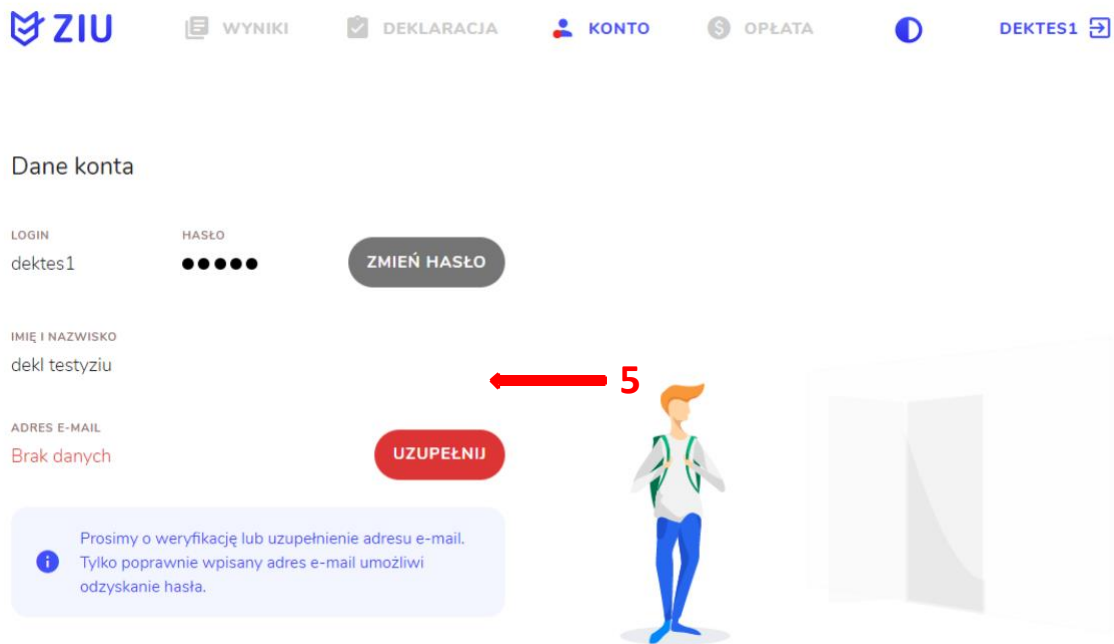 ZIU WYNIKI DEKLARACJA KONTO OPŁATA DEKTES1
Dane konta
LOGIN HASŁO
dektes1 ●●●●● ZMIEŃ HASŁO
IMIĘ I NAZWISKO
dekl testyziu
5
ADRES E-MAIL
Brak danych UZUPEŁNIJ
Prosimy o weryfikację lub uzupełnienie adresu e-mail.
Tylko poprawnie wpisany adres e-mail umożliwi
odzyskanie hasła.